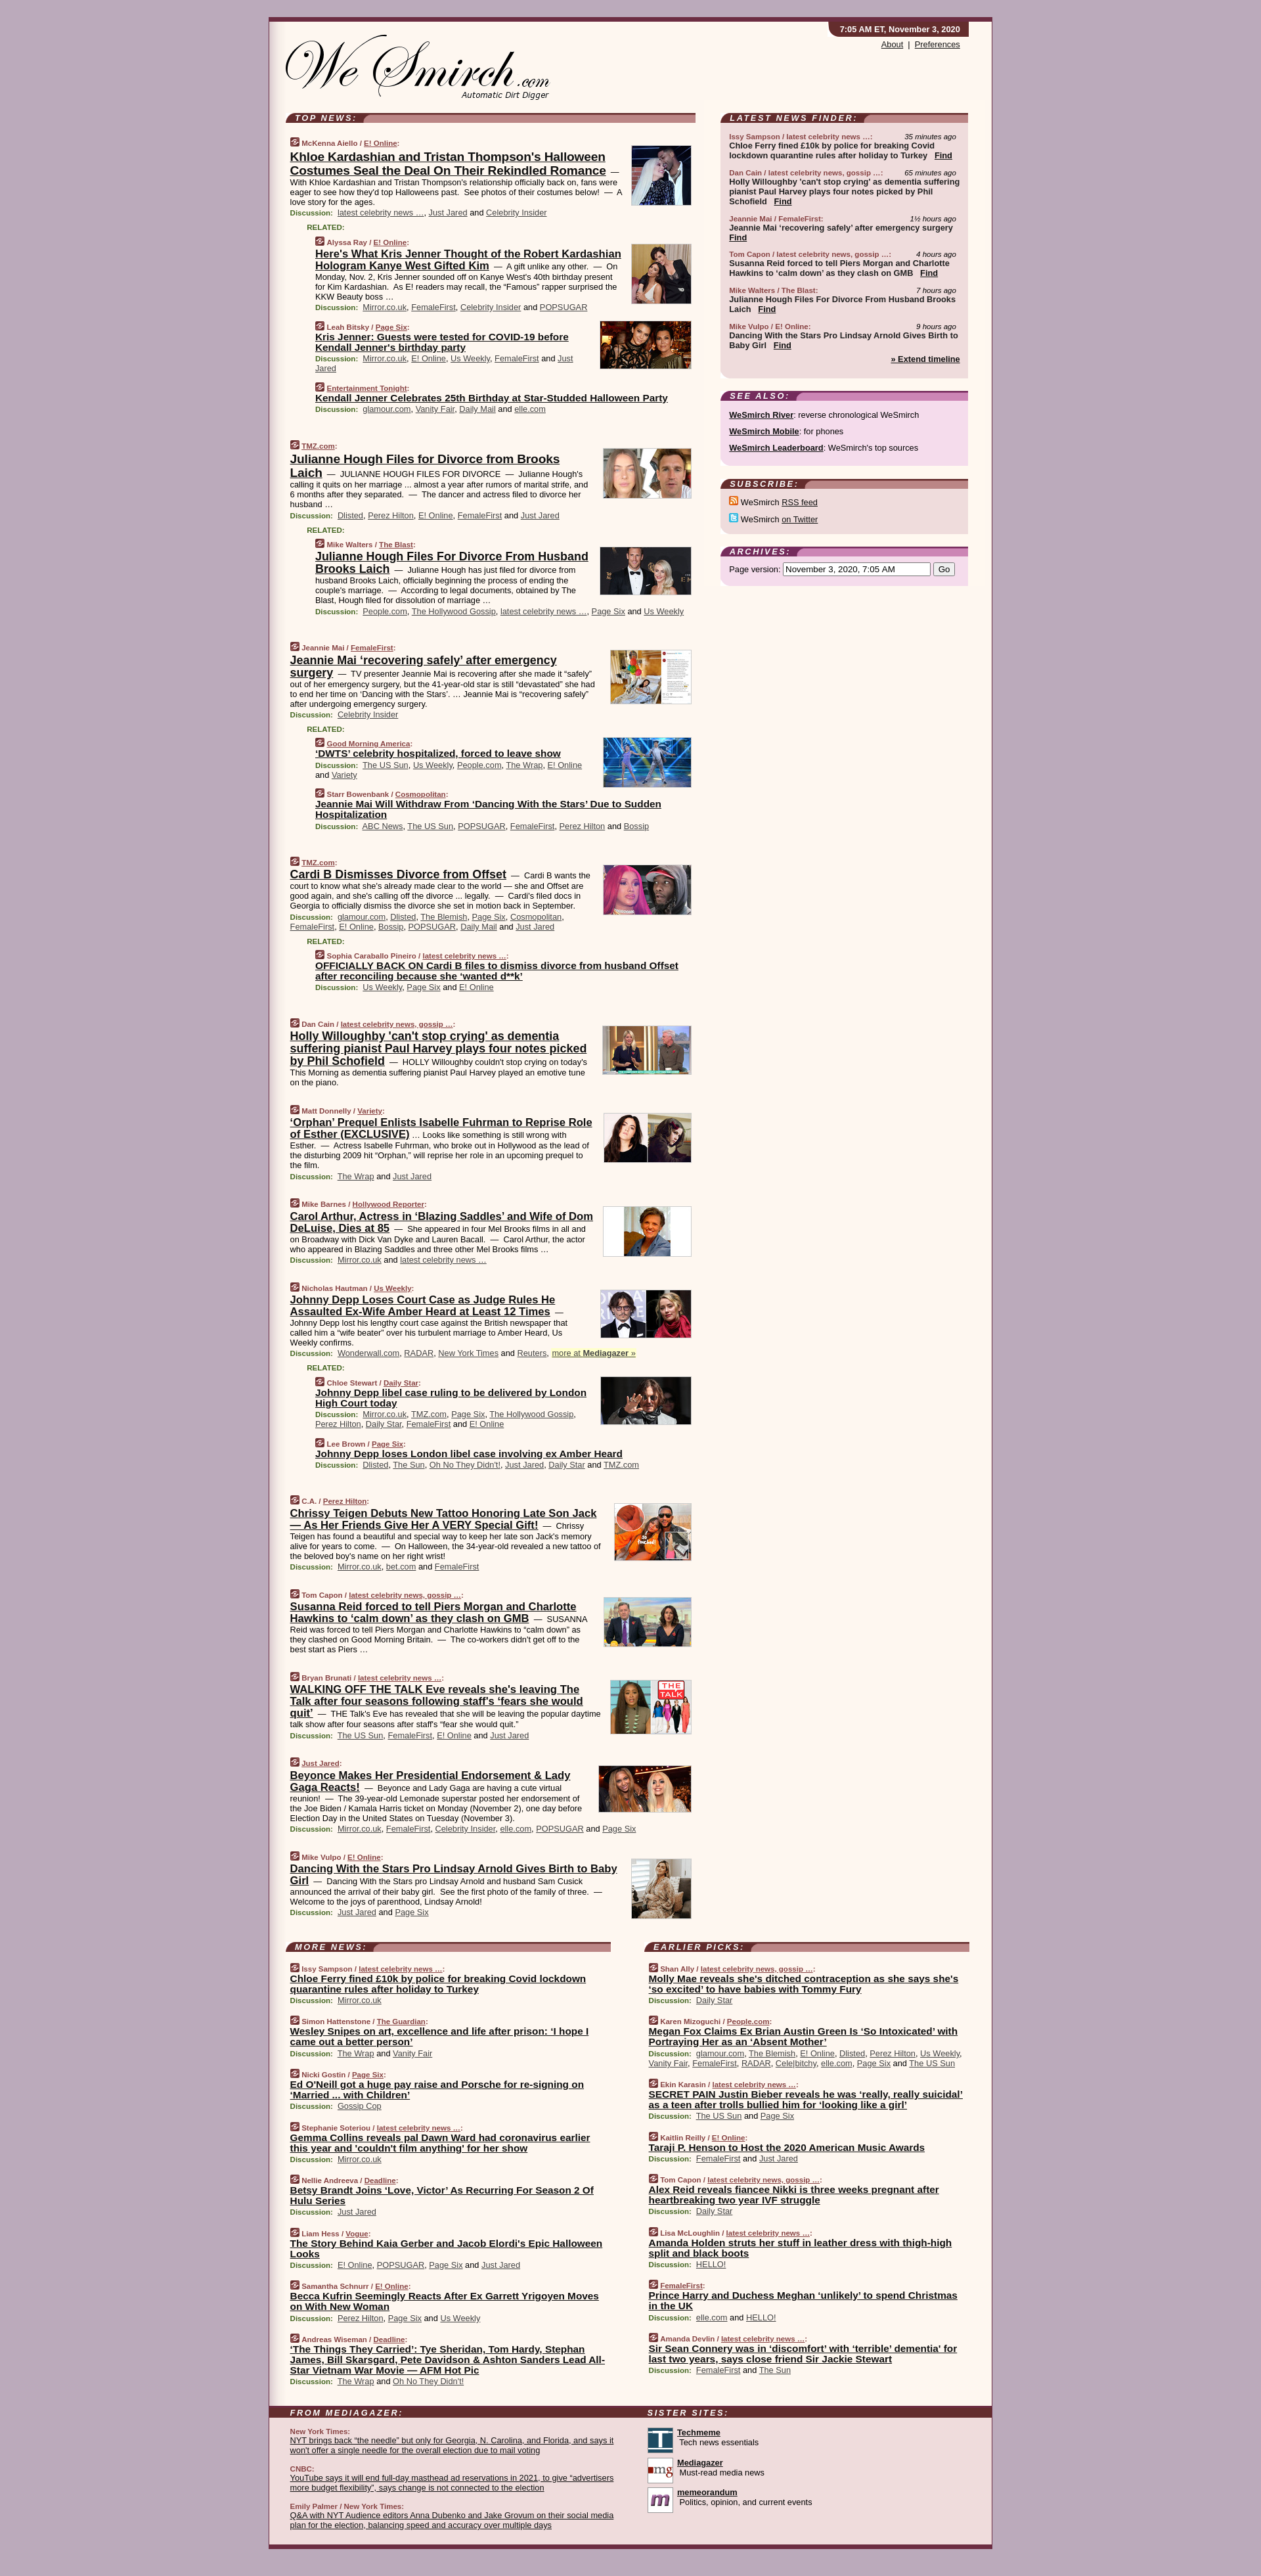 7:05 AM ET, November 3, 2020
About | Preferences
We Smirch.com
Automatic Dirt Digger
TOP NEWS:
McKenna Aiello / E! Online:
Khloe Kardashian and Tristan Thompson's Halloween
Costumes Seal the Deal On Their Rekindled Romance —
With Khloe Kardashian and Tristan Thompson's relationship officially back on, fans were
eager to see how they'd top Halloweens past. See photos of their costumes below! — A
love story for the ages.
Discussion: latest celebrity news …, Just Jared and Celebrity Insider
RELATED:
Alyssa Ray / E! Online:
Here's What Kris Jenner Thought of the Robert Kardashian
Hologram Kanye West Gifted Kim — A gift unlike any other. — On
Monday, Nov. 2, Kris Jenner sounded off on Kanye West's 40th birthday present
for Kim Kardashian. As E! readers may recall, the “Famous” rapper surprised the
KKW Beauty boss …
Discussion: Mirror.co.uk, FemaleFirst, Celebrity Insider and POPSUGAR
Leah Bitsky / Page Six:
Kris Jenner: Guests were tested for COVID-19 before
Kendall Jenner's birthday party
Discussion: Mirror.co.uk, E! Online, Us Weekly, FemaleFirst and Just
Jared
Entertainment Tonight:
Kendall Jenner Celebrates 25th Birthday at Star-Studded Halloween Party
Discussion: glamour.com, Vanity Fair, Daily Mail and elle.com
TMZ.com:
Julianne Hough Files for Divorce from Brooks
Laich — JULIANNE HOUGH FILES FOR DIVORCE — Julianne Hough's
calling it quits on her marriage ... almost a year after rumors of marital strife, and
6 months after they separated. — The dancer and actress filed to divorce her
husband …
Discussion: Dlisted, Perez Hilton, E! Online, FemaleFirst and Just Jared
RELATED:
Mike Walters / The Blast:
Julianne Hough Files For Divorce From Husband
Brooks Laich — Julianne Hough has just filed for divorce from
husband Brooks Laich, officially beginning the process of ending the
couple's marriage. — According to legal documents, obtained by The
Blast, Hough filed for dissolution of marriage …
Discussion: People.com, The Hollywood Gossip, latest celebrity news …, Page Six and Us Weekly
Jeannie Mai / FemaleFirst:
Jeannie Mai ‘recovering safely’ after emergency
surgery — TV presenter Jeannie Mai is recovering after she made it “safely”
out of her emergency surgery, but the 41-year-old star is still “devastated” she had
to end her time on ‘Dancing with the Stars’. … Jeannie Mai is “recovering safely”
after undergoing emergency surgery.
Discussion: Celebrity Insider
RELATED:
Good Morning America:
‘DWTS’ celebrity hospitalized, forced to leave show
Discussion: The US Sun, Us Weekly, People.com, The Wrap, E! Online
and Variety
Starr Bowenbank / Cosmopolitan:
Jeannie Mai Will Withdraw From ‘Dancing With the Stars’ Due to Sudden
Hospitalization
Discussion: ABC News, The US Sun, POPSUGAR, FemaleFirst, Perez Hilton and Bossip
TMZ.com:
Cardi B Dismisses Divorce from Offset — Cardi B wants the
court to know what she's already made clear to the world — she and Offset are
good again, and she's calling off the divorce ... legally. — Cardi's filed docs in
Georgia to officially dismiss the divorce she set in motion back in September.
Discussion: glamour.com, Dlisted, The Blemish, Page Six, Cosmopolitan,
FemaleFirst, E! Online, Bossip, POPSUGAR, Daily Mail and Just Jared
RELATED:
Sophia Caraballo Pineiro / latest celebrity news …:
OFFICIALLY BACK ON Cardi B files to dismiss divorce from husband Offset
after reconciling because she ‘wanted d**k’
Discussion: Us Weekly, Page Six and E! Online
Dan Cain / latest celebrity news, gossip …:
Holly Willoughby 'can't stop crying' as dementia
suffering pianist Paul Harvey plays four notes picked
by Phil Schofield — HOLLY Willoughby couldn't stop crying on today's
This Morning as dementia suffering pianist Paul Harvey played an emotive tune
on the piano.
Matt Donnelly / Variety:
‘Orphan’ Prequel Enlists Isabelle Fuhrman to Reprise Role
of Esther (EXCLUSIVE) … Looks like something is still wrong with
Esther. — Actress Isabelle Fuhrman, who broke out in Hollywood as the lead of
the disturbing 2009 hit “Orphan,” will reprise her role in an upcoming prequel to
the film.
Discussion: The Wrap and Just Jared
Mike Barnes / Hollywood Reporter:
Carol Arthur, Actress in ‘Blazing Saddles’ and Wife of Dom
DeLuise, Dies at 85 — She appeared in four Mel Brooks films in all and
on Broadway with Dick Van Dyke and Lauren Bacall. — Carol Arthur, the actor
who appeared in Blazing Saddles and three other Mel Brooks films …
Discussion: Mirror.co.uk and latest celebrity news …
Nicholas Hautman / Us Weekly:
Johnny Depp Loses Court Case as Judge Rules He
Assaulted Ex-Wife Amber Heard at Least 12 Times —
Johnny Depp lost his lengthy court case against the British newspaper that
called him a “wife beater” over his turbulent marriage to Amber Heard, Us
Weekly confirms.
Discussion: Wonderwall.com, RADAR, New York Times and Reuters, more at Mediagazer »
RELATED:
Chloe Stewart / Daily Star:
Johnny Depp libel case ruling to be delivered by London
High Court today
Discussion: Mirror.co.uk, TMZ.com, Page Six, The Hollywood Gossip,
Perez Hilton, Daily Star, FemaleFirst and E! Online
Lee Brown / Page Six:
Johnny Depp loses London libel case involving ex Amber Heard
Discussion: Dlisted, The Sun, Oh No They Didn't!, Just Jared, Daily Star and TMZ.com
C.A. / Perez Hilton:
Chrissy Teigen Debuts New Tattoo Honoring Late Son Jack
— As Her Friends Give Her A VERY Special Gift! — Chrissy
Teigen has found a beautiful and special way to keep her late son Jack's memory
alive for years to come. — On Halloween, the 34-year-old revealed a new tattoo of
the beloved boy's name on her right wrist!
Discussion: Mirror.co.uk, bet.com and FemaleFirst
Tom Capon / latest celebrity news, gossip …:
Susanna Reid forced to tell Piers Morgan and Charlotte
Hawkins to ‘calm down’ as they clash on GMB — SUSANNA
Reid was forced to tell Piers Morgan and Charlotte Hawkins to “calm down” as
they clashed on Good Morning Britain. — The co-workers didn't get off to the
best start as Piers …
Bryan Brunati / latest celebrity news …:
WALKING OFF THE TALK Eve reveals she's leaving The
Talk after four seasons following staff's ‘fears she would
quit’ — THE Talk's Eve has revealed that she will be leaving the popular daytime
talk show after four seasons after staff's “fear she would quit.”
Discussion: The US Sun, FemaleFirst, E! Online and Just Jared
THE TALK
Just Jared:
Beyonce Makes Her Presidential Endorsement & Lady
Gaga Reacts! — Beyonce and Lady Gaga are having a cute virtual
reunion! — The 39-year-old Lemonade superstar posted her endorsement of
the Joe Biden / Kamala Harris ticket on Monday (November 2), one day before
Election Day in the United States on Tuesday (November 3).
Discussion: Mirror.co.uk, FemaleFirst, Celebrity Insider, elle.com, POPSUGAR and Page Six
Mike Vulpo / E! Online:
Dancing With the Stars Pro Lindsay Arnold Gives Birth to Baby
Girl — Dancing With the Stars pro Lindsay Arnold and husband Sam Cusick
announced the arrival of their baby girl. See the first photo of the family of three. —
Welcome to the joys of parenthood, Lindsay Arnold!
Discussion: Just Jared and Page Six
LATEST NEWS FINDER:
Issy Sampson / latest celebrity news …: 35 minutes ago
Chloe Ferry fined £10k by police for breaking Covid
lockdown quarantine rules after holiday to Turkey Find
Dan Cain / latest celebrity news, gossip …: 65 minutes ago
Holly Willoughby 'can't stop crying' as dementia suffering
pianist Paul Harvey plays four notes picked by Phil
Schofield Find
Jeannie Mai / FemaleFirst: 1½ hours ago
Jeannie Mai ‘recovering safely’ after emergency surgery
Find
Tom Capon / latest celebrity news, gossip …: 4 hours ago
Susanna Reid forced to tell Piers Morgan and Charlotte
Hawkins to ‘calm down’ as they clash on GMB Find
Mike Walters / The Blast: 7 hours ago
Julianne Hough Files For Divorce From Husband Brooks
Laich Find
Mike Vulpo / E! Online: 9 hours ago
Dancing With the Stars Pro Lindsay Arnold Gives Birth to
Baby Girl Find
» Extend timeline
SEE ALSO:
WeSmirch River: reverse chronological WeSmirch
WeSmirch Mobile: for phones
WeSmirch Leaderboard: WeSmirch's top sources
SUBSCRIBE:
WeSmirch RSS feed
WeSmirch on Twitter
ARCHIVES:
Page version: November 3, 2020, 7:05 AM Go
MORE NEWS:
Issy Sampson / latest celebrity news …:
Chloe Ferry fined £10k by police for breaking Covid lockdown
quarantine rules after holiday to Turkey
Discussion: Mirror.co.uk
Simon Hattenstone / The Guardian:
Wesley Snipes on art, excellence and life after prison: ‘I hope I
came out a better person’
Discussion: The Wrap and Vanity Fair
Nicki Gostin / Page Six:
Ed O'Neill got a huge pay raise and Porsche for re-signing on
‘Married ... with Children’
Discussion: Gossip Cop
Stephanie Soteriou / latest celebrity news …:
Gemma Collins reveals pal Dawn Ward had coronavirus earlier
this year and 'couldn't film anything' for her show
Discussion: Mirror.co.uk
Nellie Andreeva / Deadline:
Betsy Brandt Joins ‘Love, Victor’ As Recurring For Season 2 Of
Hulu Series
Discussion: Just Jared
Liam Hess / Vogue:
The Story Behind Kaia Gerber and Jacob Elordi's Epic Halloween
Looks
Discussion: E! Online, POPSUGAR, Page Six and Just Jared
Samantha Schnurr / E! Online:
Becca Kufrin Seemingly Reacts After Ex Garrett Yrigoyen Moves
on With New Woman
Discussion: Perez Hilton, Page Six and Us Weekly
Andreas Wiseman / Deadline:
‘The Things They Carried’: Tye Sheridan, Tom Hardy, Stephan
James, Bill Skarsgard, Pete Davidson & Ashton Sanders Lead All-
Star Vietnam War Movie — AFM Hot Pic
Discussion: The Wrap and Oh No They Didn't!
EARLIER PICKS:
Shan Ally / latest celebrity news, gossip …:
Molly Mae reveals she's ditched contraception as she says she's
‘so excited’ to have babies with Tommy Fury
Discussion: Daily Star
Karen Mizoguchi / People.com:
Megan Fox Claims Ex Brian Austin Green Is ‘So Intoxicated’ with
Portraying Her as an ‘Absent Mother’
Discussion: glamour.com, The Blemish, E! Online, Dlisted, Perez Hilton, Us Weekly,
Vanity Fair, FemaleFirst, RADAR, Cele|bitchy, elle.com, Page Six and The US Sun
Ekin Karasin / latest celebrity news …:
SECRET PAIN Justin Bieber reveals he was ‘really, really suicidal’
as a teen after trolls bullied him for ‘looking like a girl’
Discussion: The US Sun and Page Six
Kaitlin Reilly / E! Online:
Taraji P. Henson to Host the 2020 American Music Awards
Discussion: FemaleFirst and Just Jared
Tom Capon / latest celebrity news, gossip …:
Alex Reid reveals fiancee Nikki is three weeks pregnant after
heartbreaking two year IVF struggle
Discussion: Daily Star
Lisa McLoughlin / latest celebrity news …:
Amanda Holden struts her stuff in leather dress with thigh-high
split and black boots
Discussion: HELLO!
FemaleFirst:
Prince Harry and Duchess Meghan ‘unlikely’ to spend Christmas
in the UK
Discussion: elle.com and HELLO!
Amanda Devlin / latest celebrity news …:
Sir Sean Connery was in ‘discomfort’ with ‘terrible’ dementia' for
last two years, says close friend Sir Jackie Stewart
Discussion: FemaleFirst and The Sun
FROM MEDIAGAZER:
New York Times:
NYT brings back “the needle” but only for Georgia, N. Carolina, and Florida, and says it
won't offer a single needle for the overall election due to mail voting
CNBC:
YouTube says it will end full-day masthead ad reservations in 2021, to give “advertisers
more budget flexibility”, says change is not connected to the election
Emily Palmer / New York Times:
Q&A with NYT Audience editors Anna Dubenko and Jake Grovum on their social media
plan for the election, balancing speed and accuracy over multiple days
SISTER SITES:
T
Techmeme
Tech news essentials
mg
Mediagazer
Must-read media news
m
memeorandum
Politics, opinion, and current events